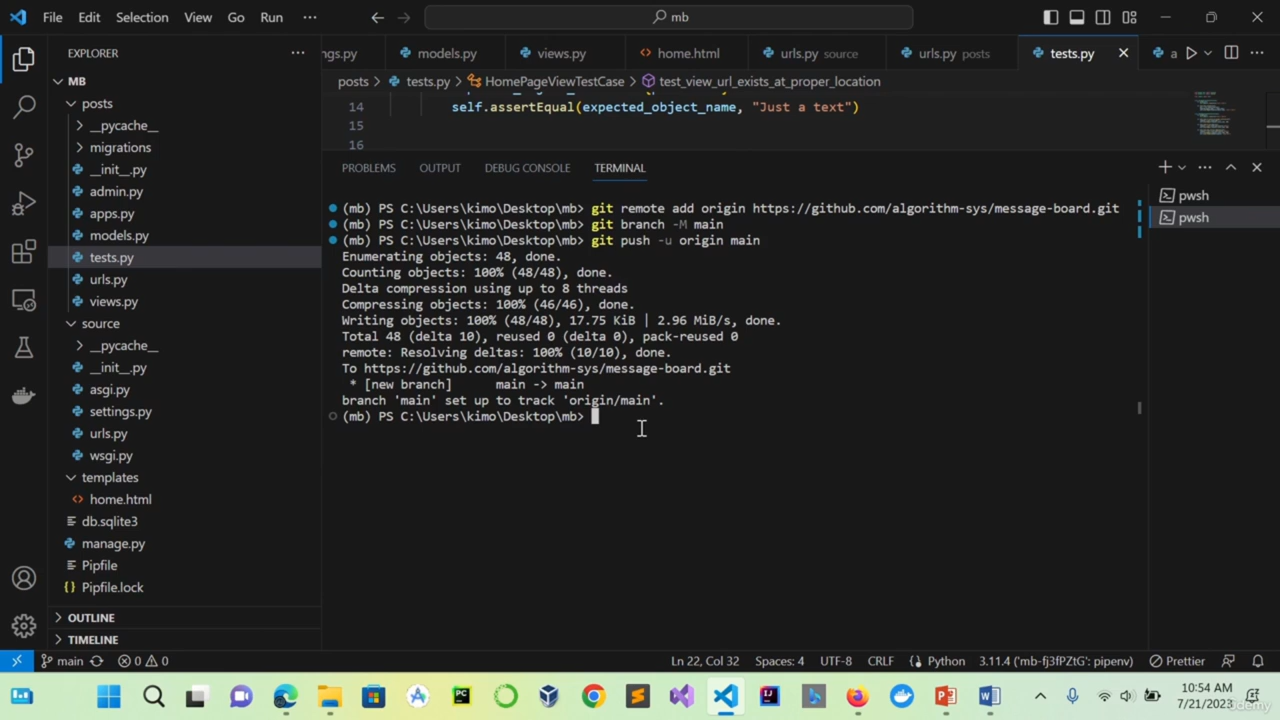 File Edit Selection View Go Run ··· mb
EXPLORER ···
ngs.py models.py views.py home.html urls.py source urls.py posts tests.py a ···
MB
posts > tests.py > HomePageViewTestCase > test_view_url_exists_at_proper_location
posts
__pycache__
migrations
__init__.py
admin.py
apps.py
models.py
tests.py
urls.py
views.py
source
__pycache__
__init__.py
asgi.py
settings.py
urls.py
wsgi.py
templates
home.html
db.sqlite3
manage.py
Pipfile
{} Pipfile.lock
OUTLINE
TIMELINE
14 self.assertEqual(expected_object_name, "Just a text")
15
16
PROBLEMS OUTPUT DEBUG CONSOLE TERMINAL
pwsh
pwsh
(mb) PS C:\Users\kimo\Desktop\mb> git remote add origin https://github.com/algorithm-sys/message-board.git
(mb) PS C:\Users\kimo\Desktop\mb> git branch -M main
(mb) PS C:\Users\kimo\Desktop\mb> git push -u origin main
Enumerating objects: 48, done.
Counting objects: 100% (48/48), done.
Delta compression using up to 8 threads
Compressing objects: 100% (46/46), done.
Writing objects: 100% (48/48), 17.75 KiB | 2.96 MiB/s, done.
Total 48 (delta 10), reused 0 (delta 0), pack-reused 0
remote: Resolving deltas: 100% (10/10), done.
To https://github.com/algorithm-sys/message-board.git
* [new branch] main -> main
branch 'main' set up to track 'origin/main'.
(mb) PS C:\Users\kimo\Desktop\mb>
main 0 0 Ln 22, Col 32 Spaces: 4 UTF-8 CRLF Python 3.11.4 ('mb-fj3fPZtG': pipenv) Prettier
10:54 AM
7/21/2023
Udemy